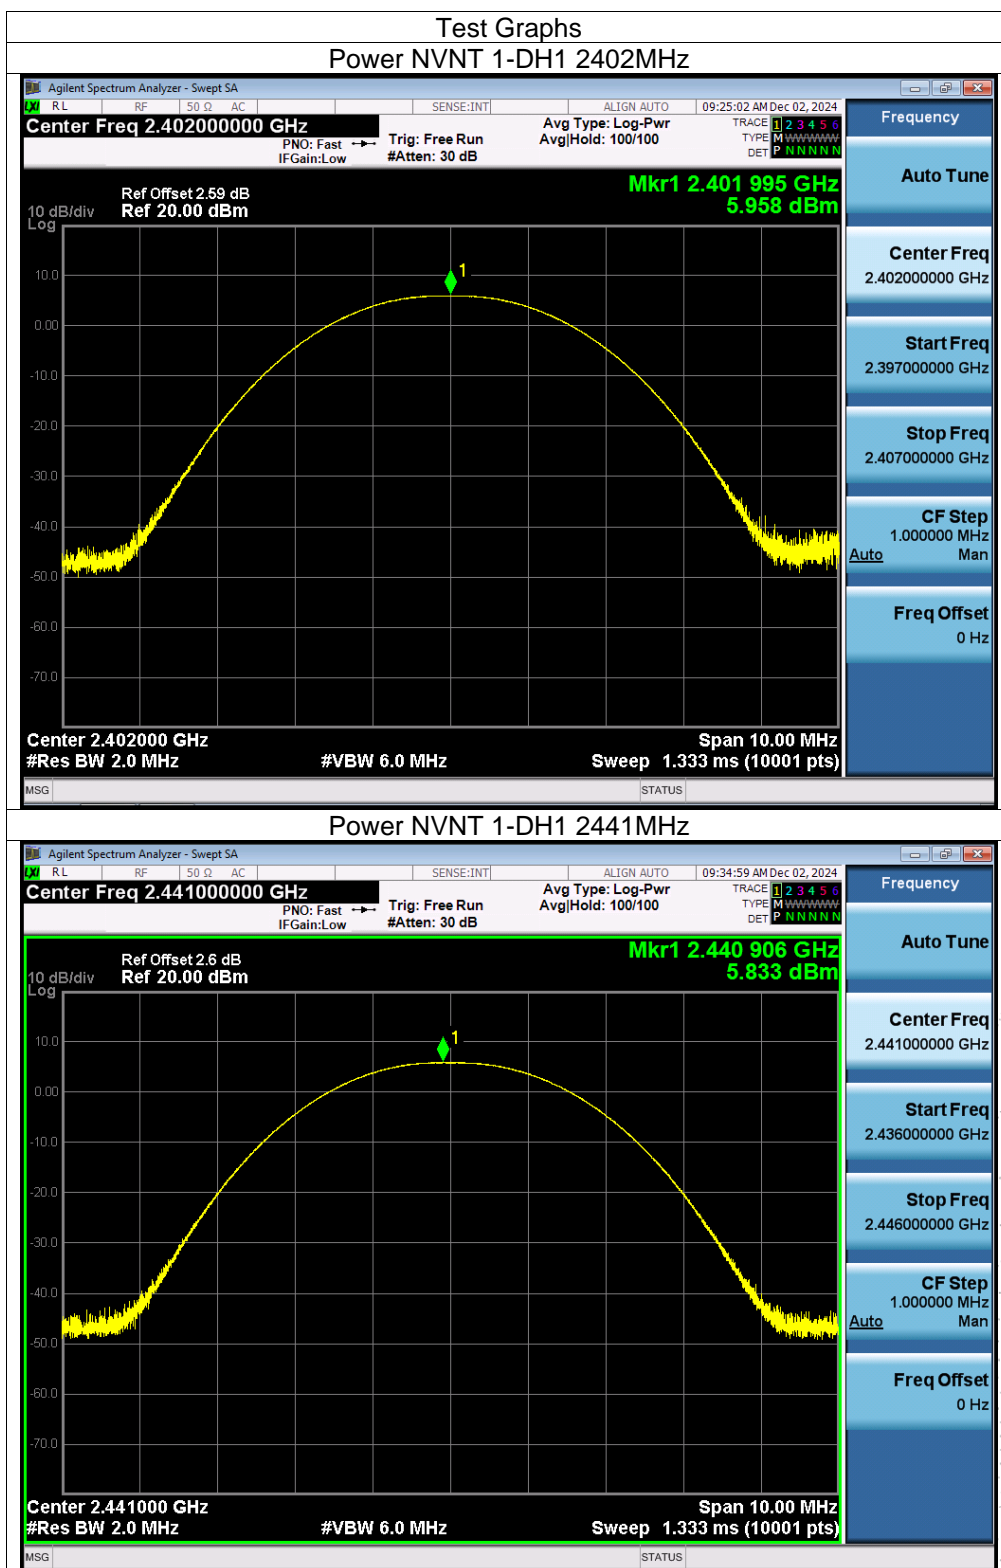 Test Graphs
Power NVNT 1-DH1 2402MHz
Agilent Spectrum Analyzer - Swept SA
LXI RL RF 50 Ω AC SENSE:INT ALIGN AUTO 09:25:02 AM Dec 02, 2024
Center Freq 2.402000000 GHz
PNO: Fast
IFGain:Low
Trig: Free Run
#Atten: 30 dB
Avg Type: Log-Pwr
Avg|Hold: 100/100
TRACE 1 2 3 4 5 6
TYPE M WWWWW
DET P N N N N N
Frequency
Auto Tune
Center Freq
2.402000000 GHz
Start Freq
2.397000000 GHz
Stop Freq
2.407000000 GHz
CF Step
1.000000 MHz
Auto Man
Freq Offset
0 Hz
Mkr1 2.401 995 GHz
5.958 dBm
Ref Offset 2.59 dB
10 dB/div Ref 20.00 dBm
Log
1
10.0
0.00
-10.0
-20.0
-30.0
-40.0
-50.0
-60.0
-70.0
Center 2.402000 GHz Span 10.00 MHz
#Res BW 2.0 MHz #VBW 6.0 MHz Sweep 1.333 ms (10001 pts)
MSG STATUS
Power NVNT 1-DH1 2441MHz
Agilent Spectrum Analyzer - Swept SA
LXI RL RF 50 Ω AC SENSE:INT ALIGN AUTO 09:34:59 AM Dec 02, 2024
Center Freq 2.441000000 GHz
PNO: Fast
IFGain:Low
Trig: Free Run
#Atten: 30 dB
Avg Type: Log-Pwr
Avg|Hold: 100/100
TRACE 1 2 3 4 5 6
TYPE M WWWWW
DET P N N N N N
Frequency
Auto Tune
Center Freq
2.441000000 GHz
Start Freq
2.436000000 GHz
Stop Freq
2.446000000 GHz
CF Step
1.000000 MHz
Auto Man
Freq Offset
0 Hz
Mkr1 2.440 906 GHz
5.833 dBm
Ref Offset 2.6 dB
10 dB/div Ref 20.00 dBm
Log
1
10.0
0.00
-10.0
-20.0
-30.0
-40.0
-50.0
-60.0
-70.0
Center 2.441000 GHz Span 10.00 MHz
#Res BW 2.0 MHz #VBW 6.0 MHz Sweep 1.333 ms (10001 pts)
MSG STATUS